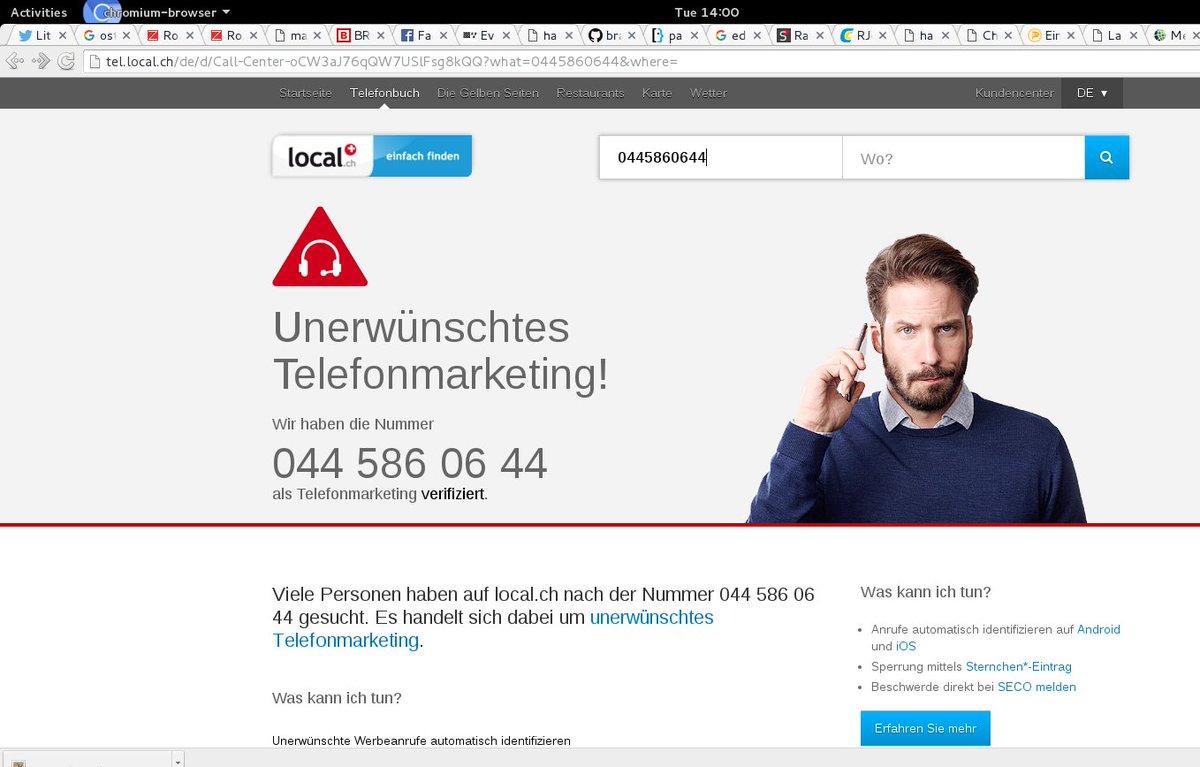 Activities chromium-browser Tue 14:00
Lit os Ro Ro ma BR Fa Ev ha br pa ed Ra RJ ha Ch Eir La Me
tel.local.ch/de/d/Call-Center-oCW3aJ76qQW7USlFsg8kQQ?what=0445860644&where=
Startseite Telefonbuch Die Gelben Seiten Restaurants Karte Wetter Kundencenter DE
local.ch einfach finden 0445860644 Wo?
Unerwünschtes
Telefonmarketing!
Wir haben die Nummer
044 586 06 44
als Telefonmarketing verifiziert.
Viele Personen haben auf local.ch nach der Nummer 044 586 06
44 gesucht. Es handelt sich dabei um unerwünschtes
Telefonmarketing.
Was kann ich tun?
Unerwünschte Werbeanrufe automatisch identifizieren
Was kann ich tun?
Anrufe automatisch identifizieren auf Android
und iOS
Sperrung mittels Sternchen*-Eintrag
Beschwerde direkt bei SECO melden
Erfahren Sie mehr